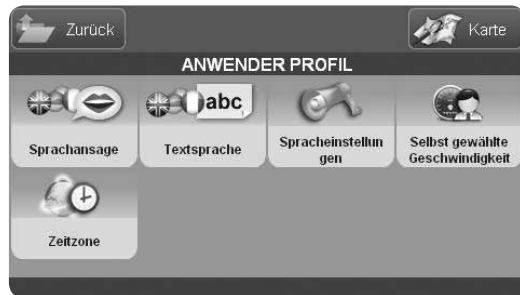 Zurück
Karte
ANWENDER PROFIL
abc
Sprachansage
Textsprache
Spracheinstellun
gen
Selbst gewählte
Geschwindigkeit
Zeitzone